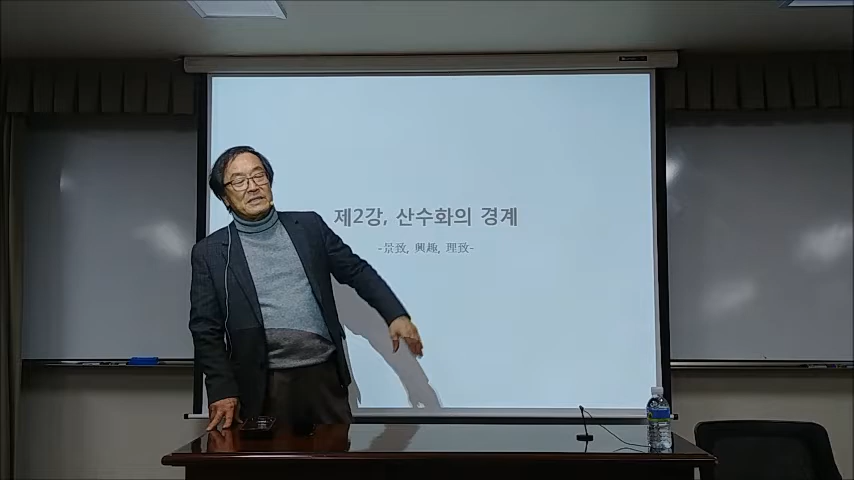 제2강, 산수화의 경계
-景致, 興趣, 理致-